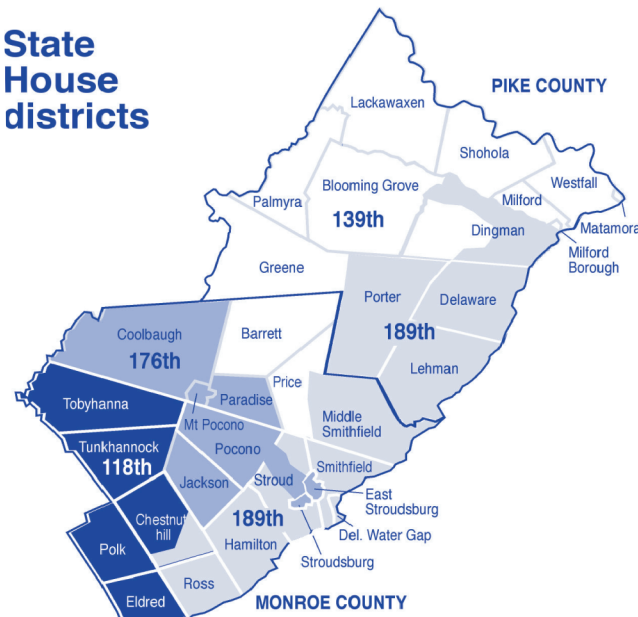 State
House
districts
PIKE COUNTY
Lackawaxen
Shohola
Blooming Grove
Westfall
Palmyra
139th
Milford
Matamora
Dingman
Milford
Borough
Greene
Porter
Delaware
189th
Coolbaugh
Barrett
176th
Lehman
Price
Tobyhanna
Paradise
Mt Pocono
Middle
Smithfield
Tunkhannock
118th
Pocono
Smithfield
Jackson
Stroud
East
Stroudsburg
Chestnut
hill
189th
Del. Water Gap
Hamilton
Polk
Stroudsburg
Ross
Eldred
MONROE COUNTY